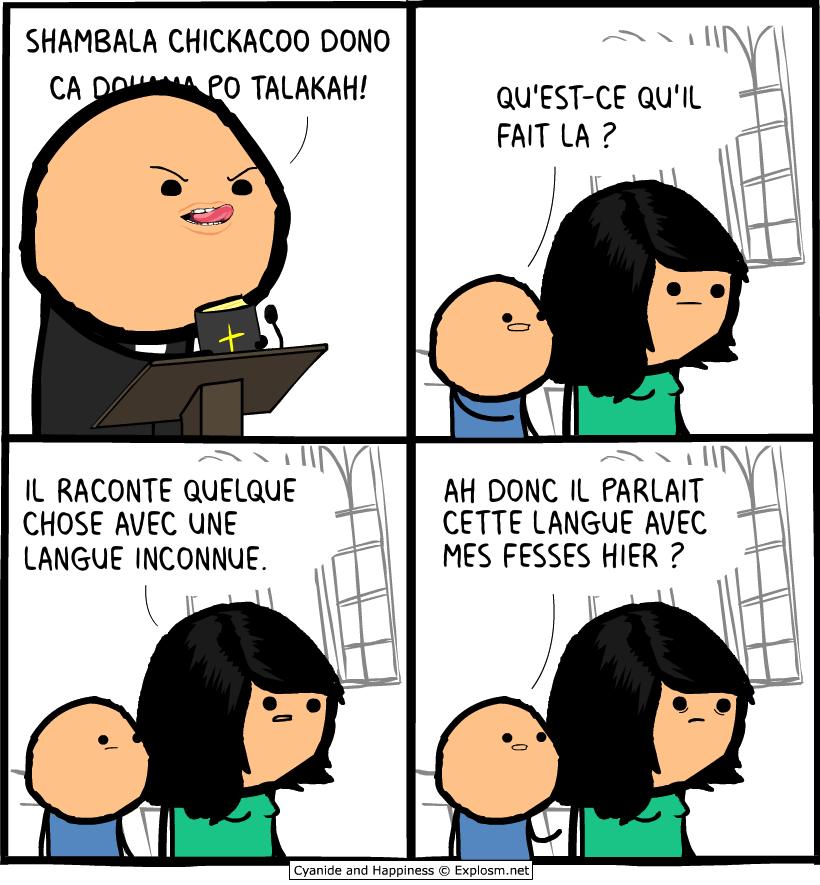 SHAMBALA CHICKACOO DONO
CA PO TALAKAH!
QU'EST-CE QU'IL
FAIT LA ?
IL RACONTE QUELQUE
CHOSE AVEC UNE
LANGUE INCONNUE.
AH DONC IL PARLAIT
CETTE LANGUE AVEC
MES FESSES HIER ?
Cyanide and Happiness © Explosm.net